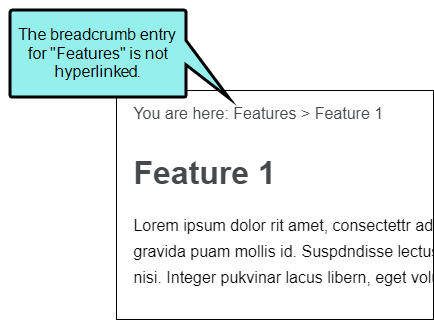 The breadcrumb entry
for "Features" is not
hyperlinked.
You are here: Features > Feature 1
Feature 1
Lorem ipsum dolor rit amet, consectettr ad
gravida puam mollis id. Suspdndisse lectus
nisi. Integer pukvinar lacus libern, eget